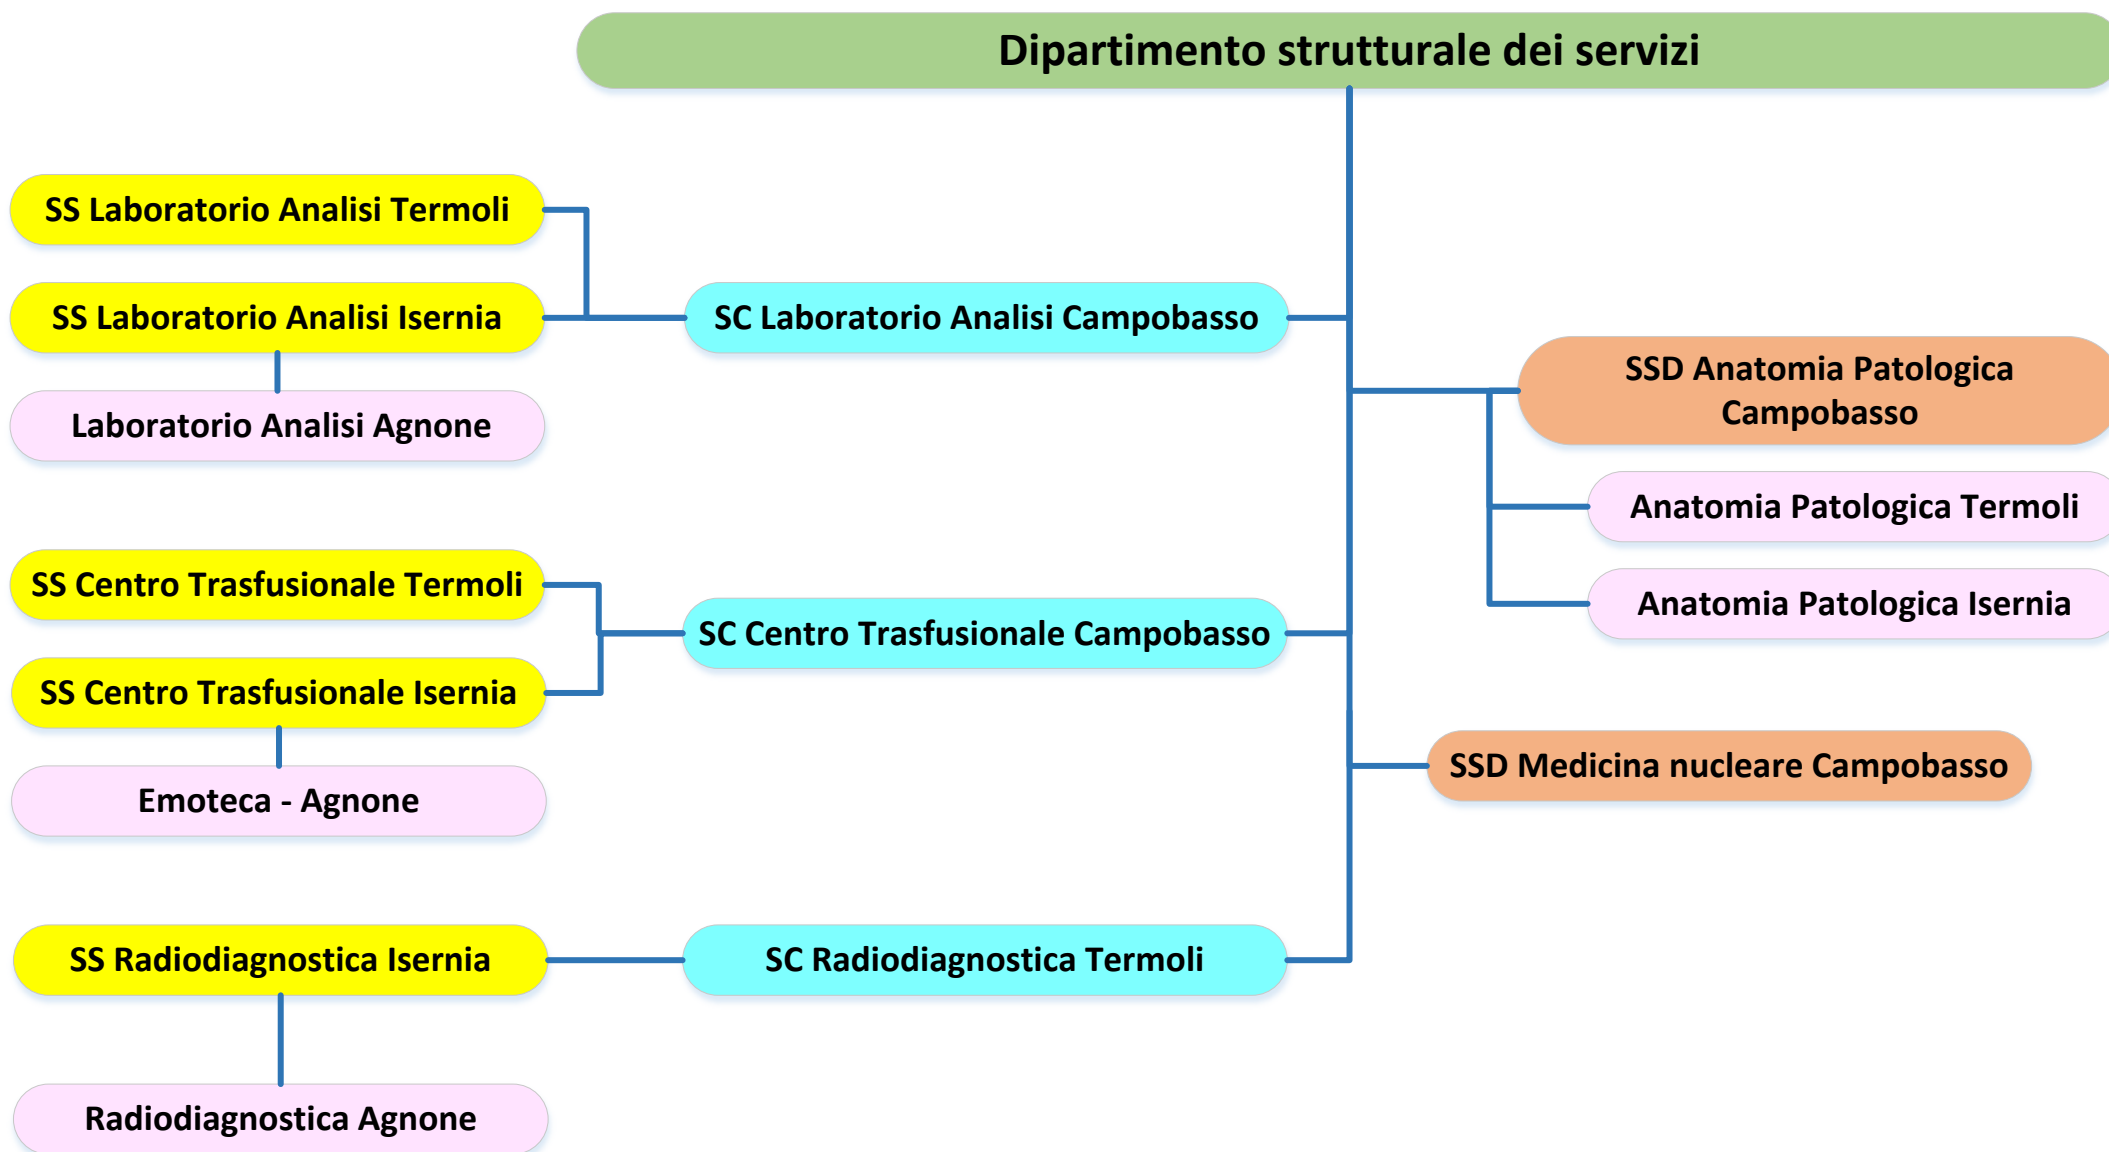 Dipartimento strutturale dei servizi
SS Laboratorio Analisi Termoli
SS Laboratorio Analisi Isernia
SC Laboratorio Analisi Campobasso
Laboratorio Analisi Agnone
SSD Anatomia Patologica
Campobasso
Anatomia Patologica Termoli
Anatomia Patologica Isernia
SS Centro Trasfusionale Termoli
SC Centro Trasfusionale Campobasso
SS Centro Trasfusionale Isernia
Emoteca - Agnone
SSD Medicina nucleare Campobasso
SS Radiodiagnostica Isernia
SC Radiodiagnostica Termoli
Radiodiagnostica Agnone